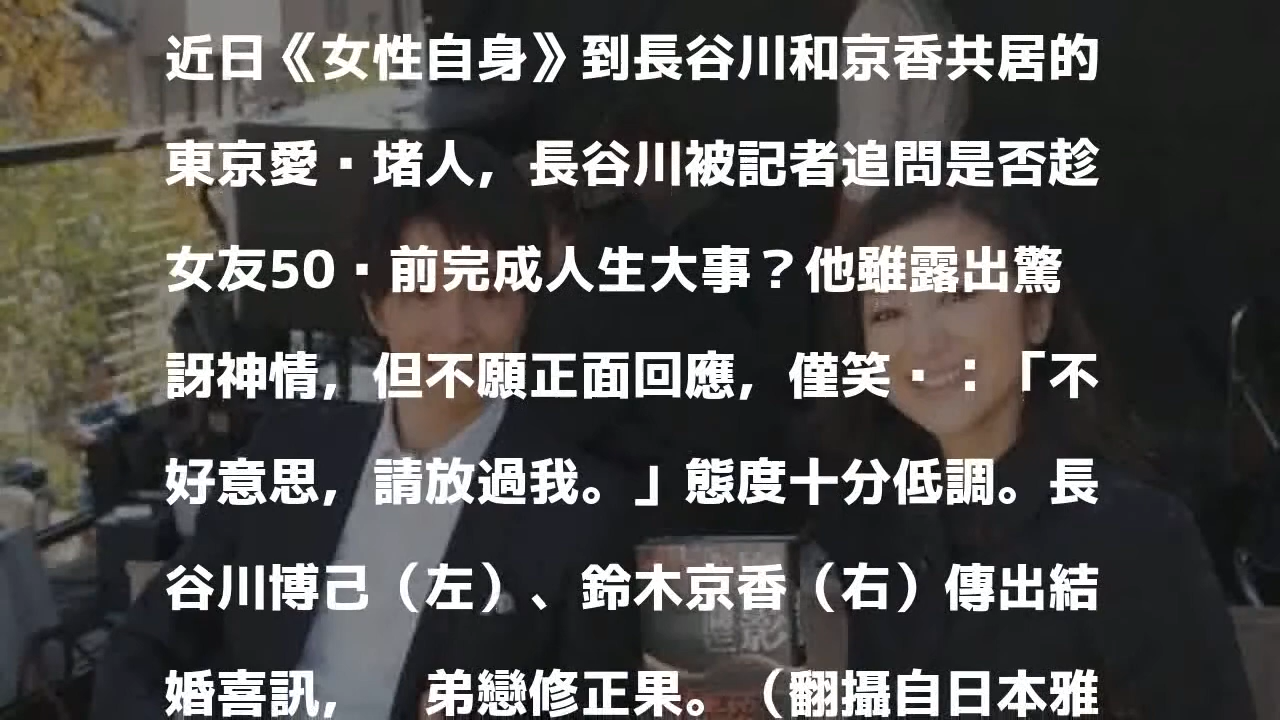 近日《女性自身》到長谷川和京香共居的
東京愛▪堵人，長谷川被記者追問是否趁
女友50▪前完成人生大事？他雖露出驚
訝神情，但不願正面回應，僅笑▪：「不
好意思，請放過我。」態度十分低調。長
谷川博己（左）、鈴木京香（右）傳出結
婚喜訊，　弟戀修正果。（翻攝自日本雅